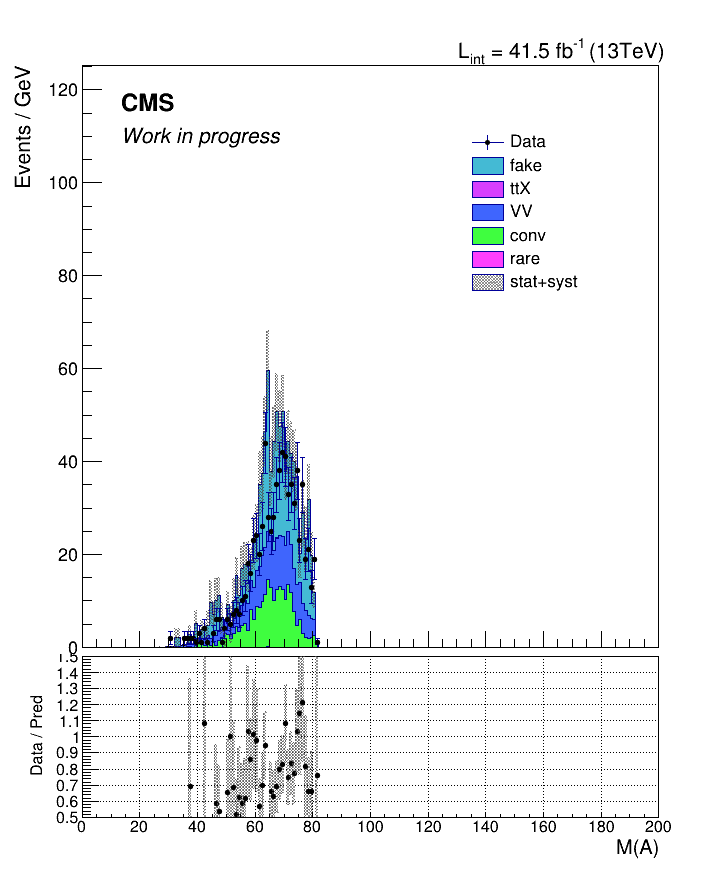 L_int = 41.5 fb^-1 (13TeV)
Events / GeV
120
100
80
60
40
20
0
CMS
Work in progress
Data
fake
ttX
VV
conv
rare
stat+syst
Data / Pred
1.5
1.4
1.3
1.2
1.1
1
0.9
0.8
0.7
0.6
0.5
0 20 40 60 80 100 120 140 160 180 200
M(A)